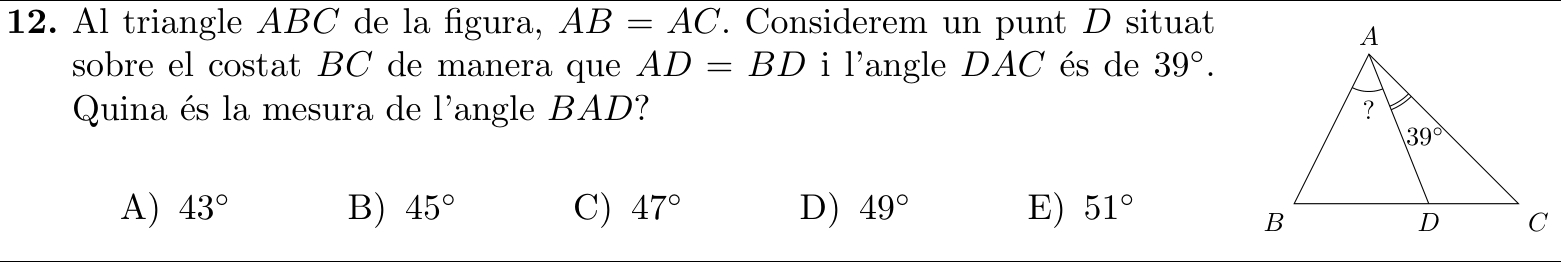 12. Al triangle ABC de la figura, AB = AC. Considerem un punt D situat
sobre el costat BC de manera que AD = BD i l'angle DAC és de 39°.
Quina és la mesura de l'angle BAD?
A) 43° B) 45° C) 47° D) 49° E) 51°
A
?
39°
B D C